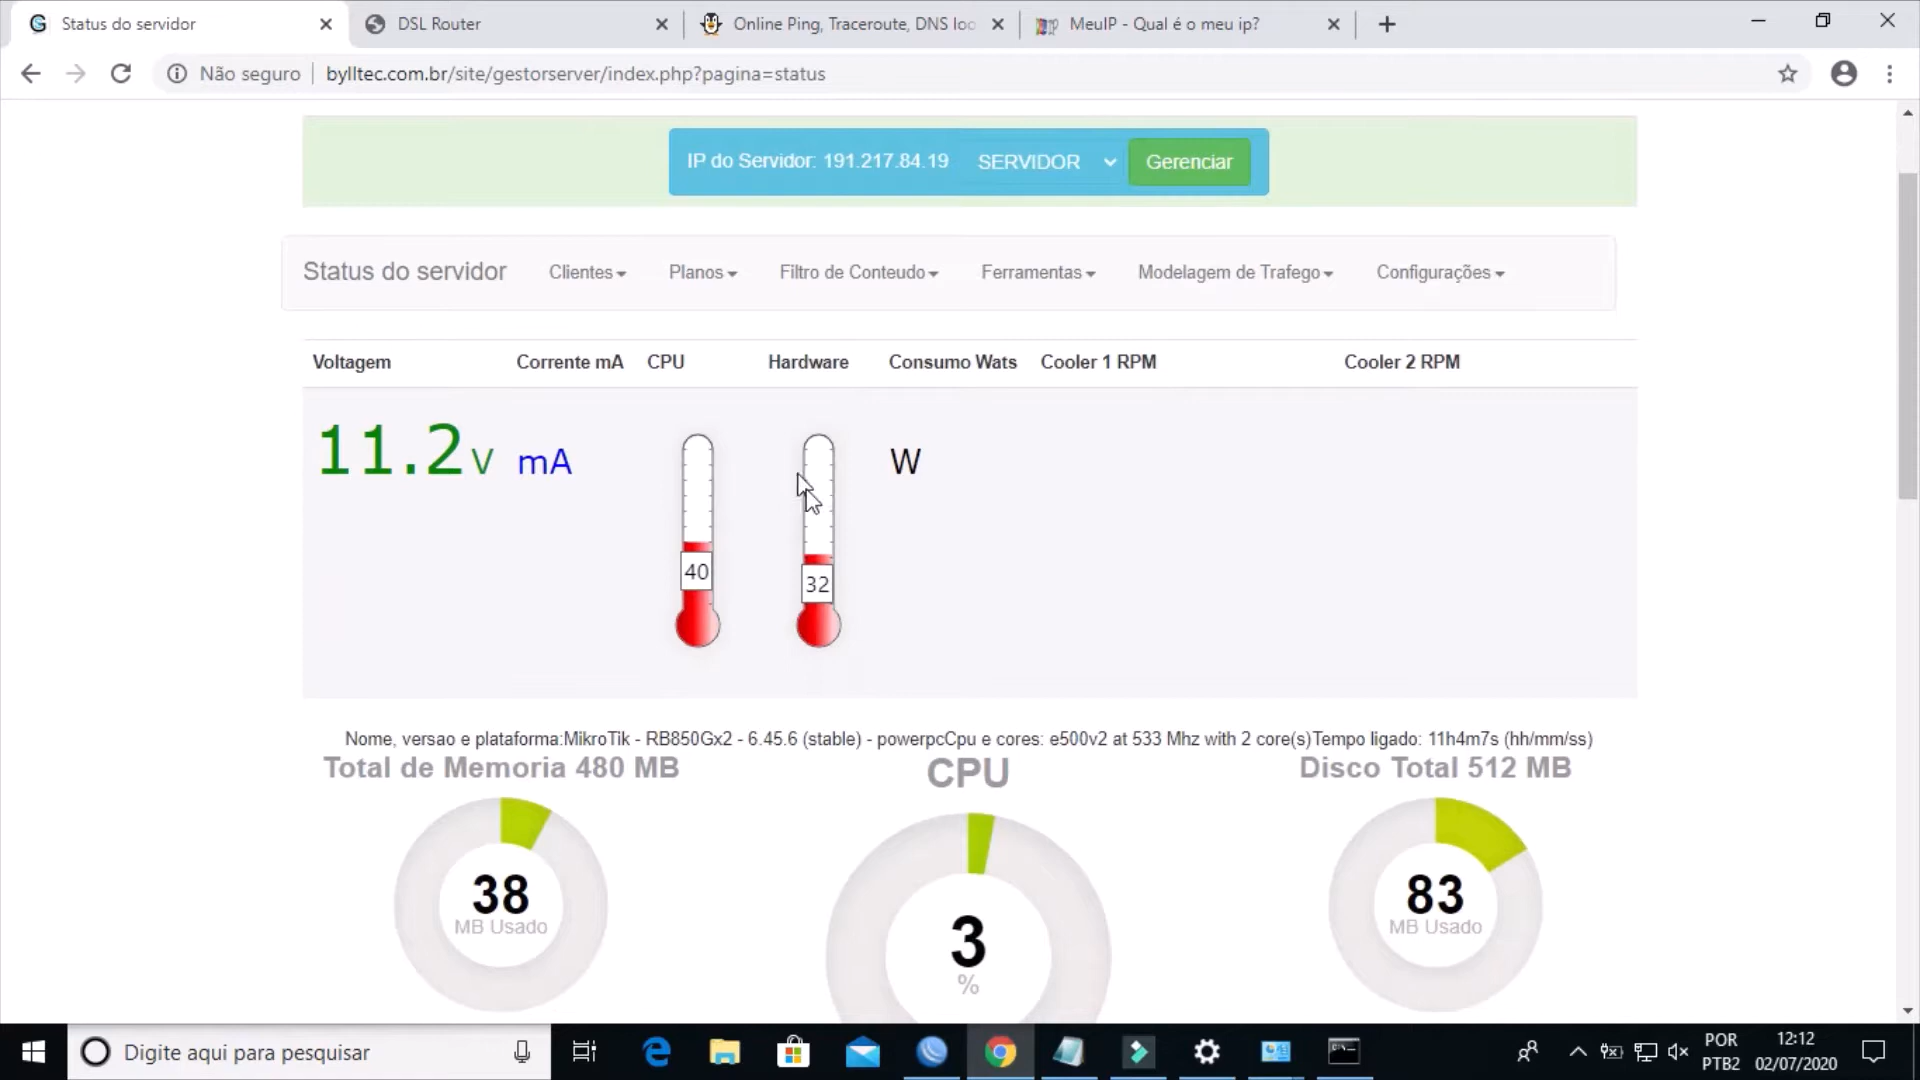 Status do servidor
DSL Router
Online Ping, Traceroute, DNS loo
MeuIP - Qual é o meu ip?
Não seguro
bylltec.com.br/site/gestorserver/index.php?pagina=status
IP do Servidor: 191.217.84.19 SERVIDOR Gerenciar
Status do servidor Clientes Planos Filtro de Conteudo Ferramentas Modelagem de Trafego Configurações
Voltagem Corrente mA CPU Hardware Consumo Wats Cooler 1 RPM Cooler 2 RPM
11.2 V mA W
40
32
Nome, versao e plataforma:MikroTik - RB850Gx2 - 6.45.6 (stable) - powerpcCpu e cores: e500v2 at 533 Mhz with 2 core(s)Tempo ligado: 11h4m7s (hh/mm/ss)
Total de Memoria 480 MB
CPU
Disco Total 512 MB
38
MB Usado
3
%
83
MB Usado
Digite aqui para pesquisar
POR
PTB2
12:12
02/07/2020